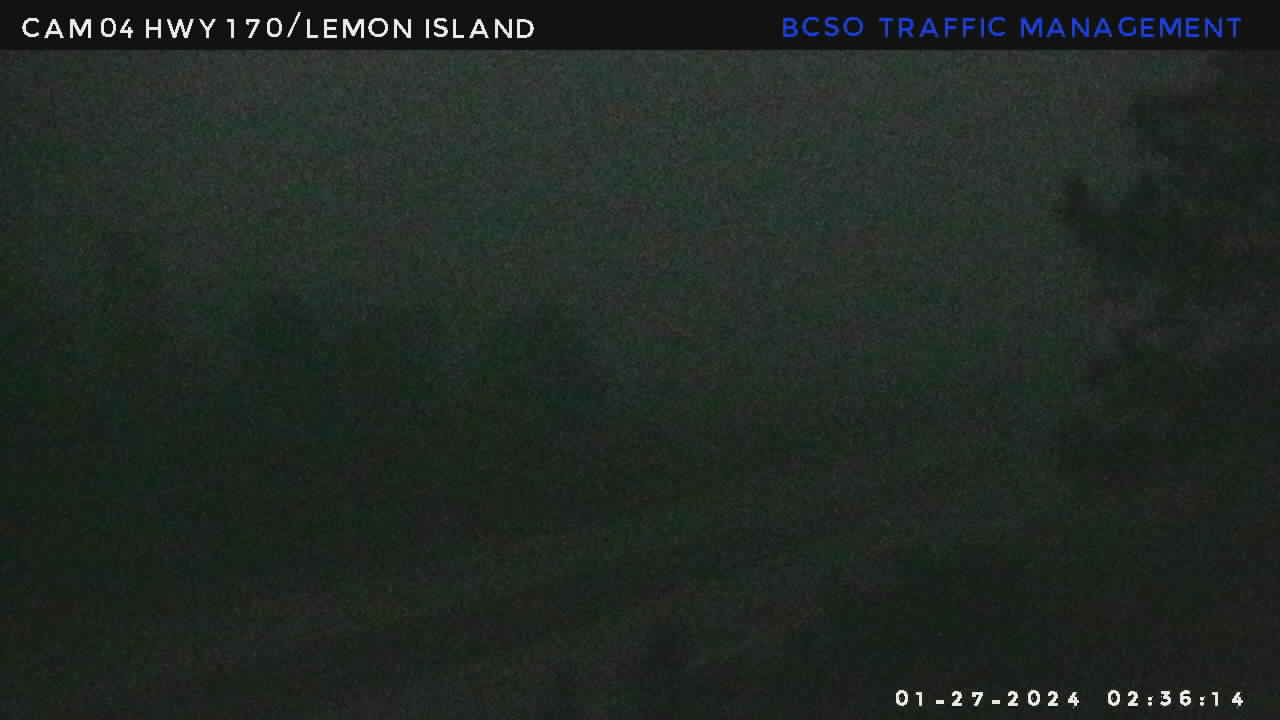 CAM04 HWY 170/LEMON ISLAND
BCSO TRAFFIC MANAGEMENT
01-27-2024 02:36:14